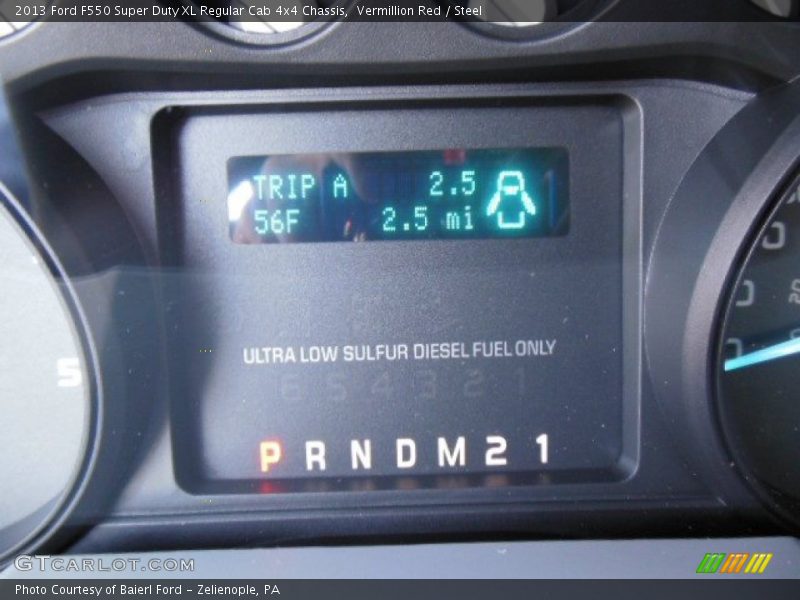 2013 Ford F550 Super Duty XL Regular Cab 4x4 Chassis, Vermillion Red / Steel
TRIP A 2.5
56F 2.5 mi
ULTRA LOW SULFUR DIESEL FUEL ONLY
6 5 4 3 2 1
P R N D M 2 1
5
GTCARLOT.COM
Photo Courtesy of Baierl Ford - Zelienople, PA